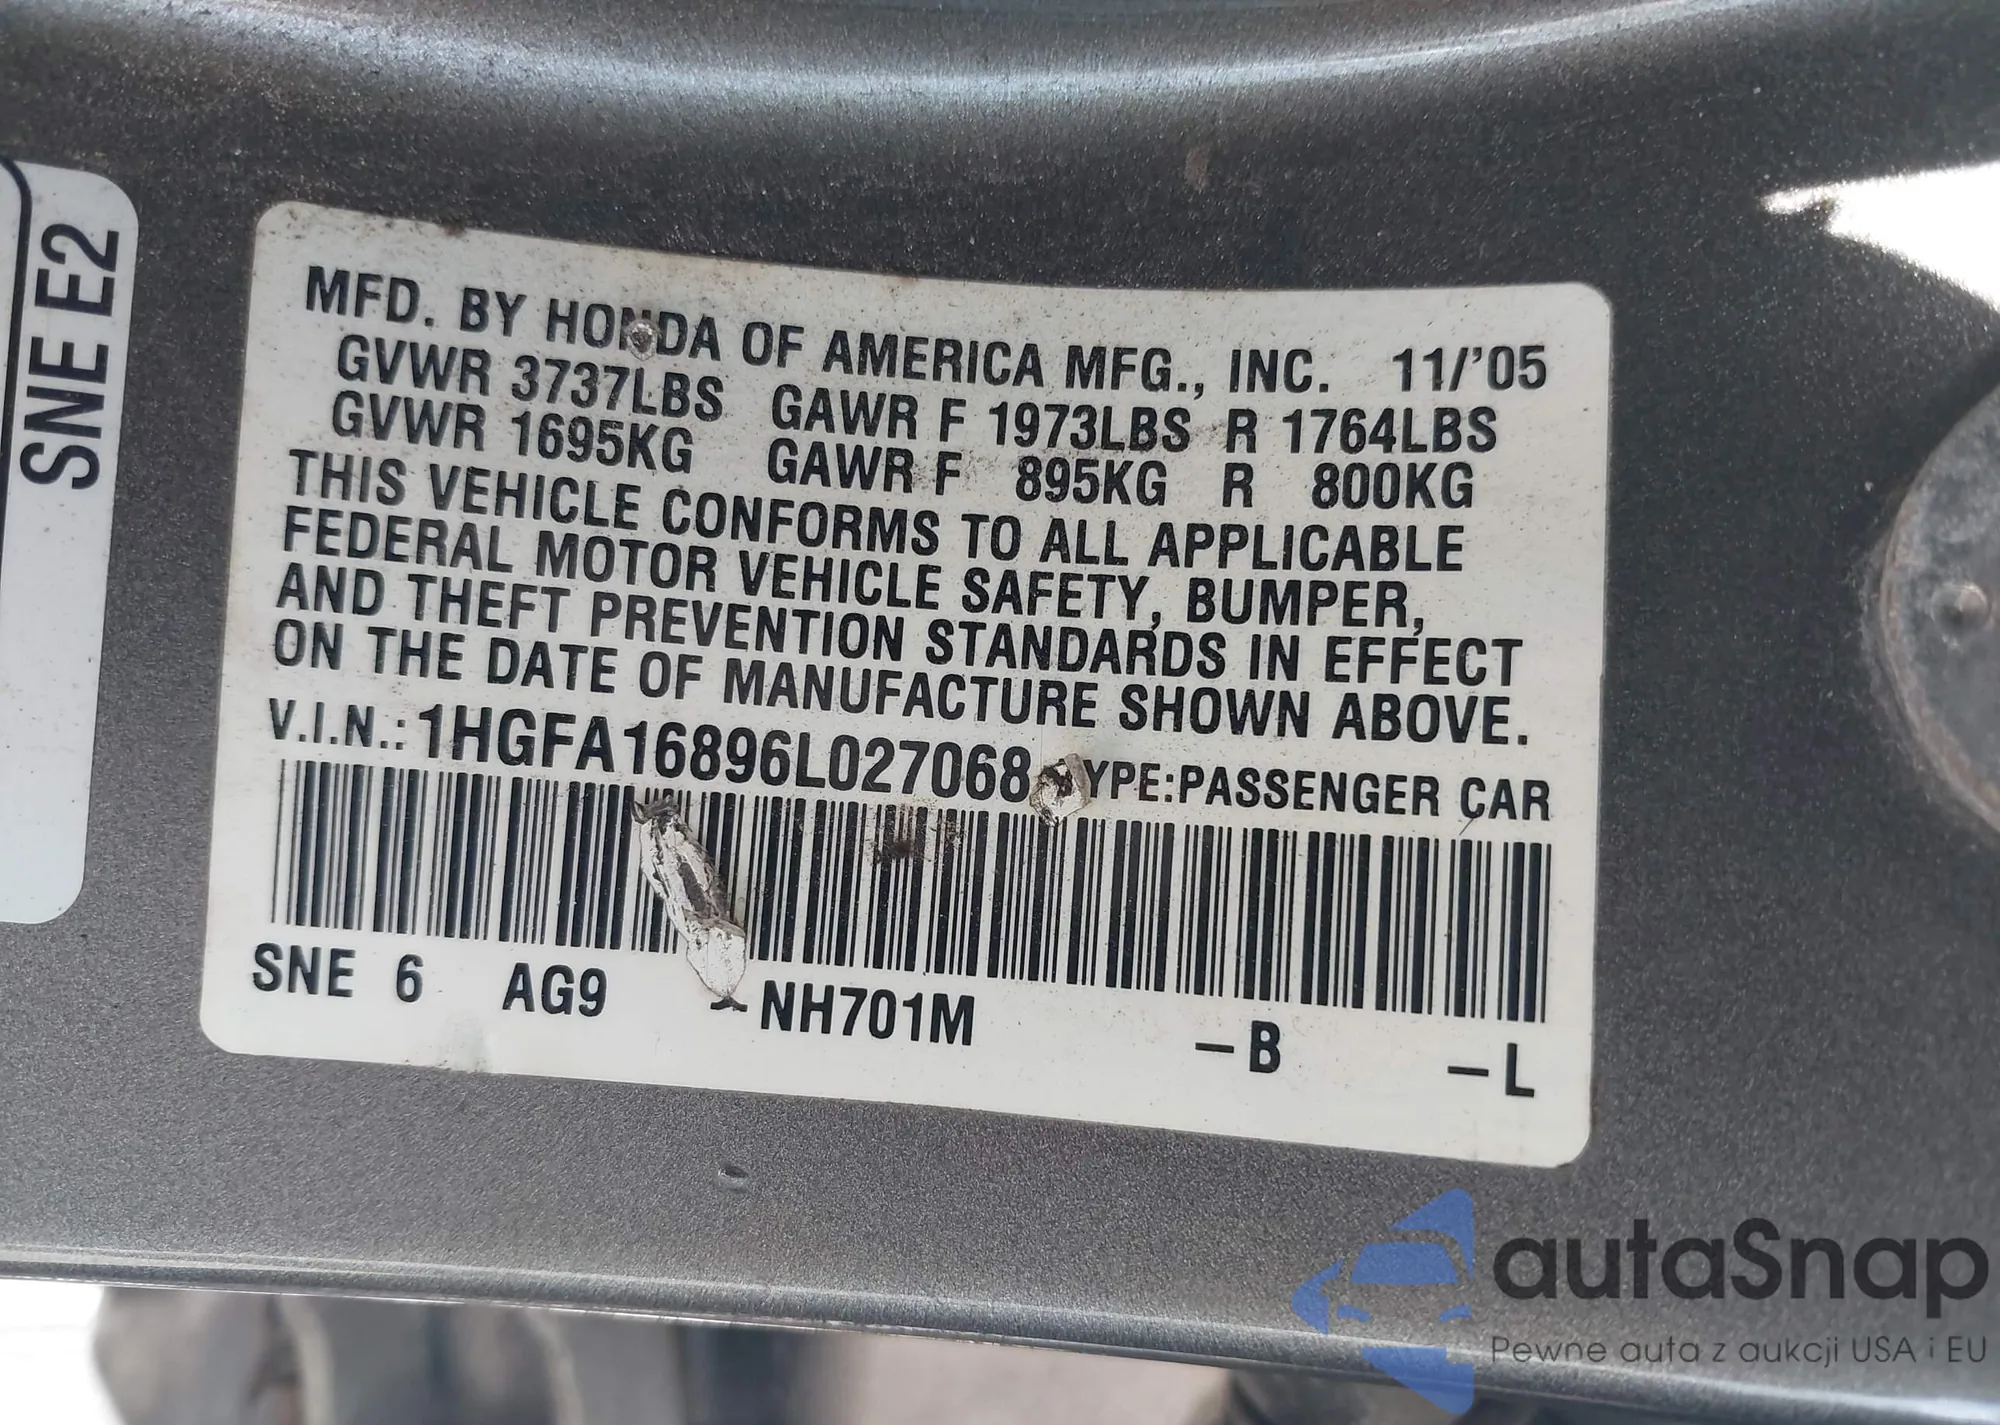 SNE E2
MFD. BY HONDA OF AMERICA MFG., INC. 11/'05
GVWR 3737LBS GAWR F 1973LBS R 1764LBS
GVWR 1695KG GAWR F 895KG R 800KG
THIS VEHICLE CONFORMS TO ALL APPLICABLE
FEDERAL MOTOR VEHICLE SAFETY, BUMPER,
AND THEFT PREVENTION STANDARDS IN EFFECT
ON THE DATE OF MANUFACTURE SHOWN ABOVE.
V.I.N.: 1HGFA16896L027068 YPE:PASSENGER CAR
SNE 6 AG9 - NH701M - B - L
autaSnap
Pewne auta z aukcji USA i EU